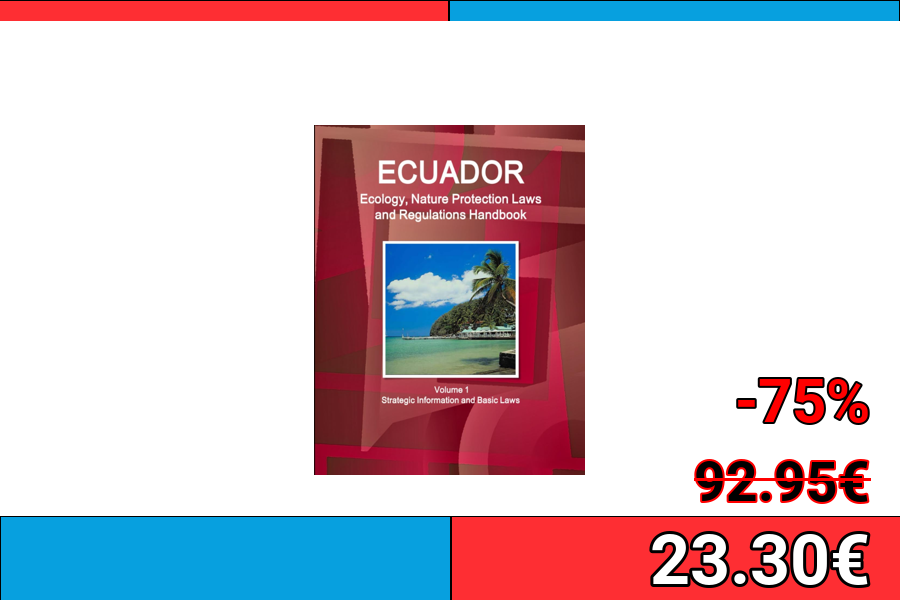 ECUADOR
Ecology, Nature Protection Laws
and Regulations Handbook
Volume 1
Strategic Information and Basic Laws
-75%
92.95€
23.30€